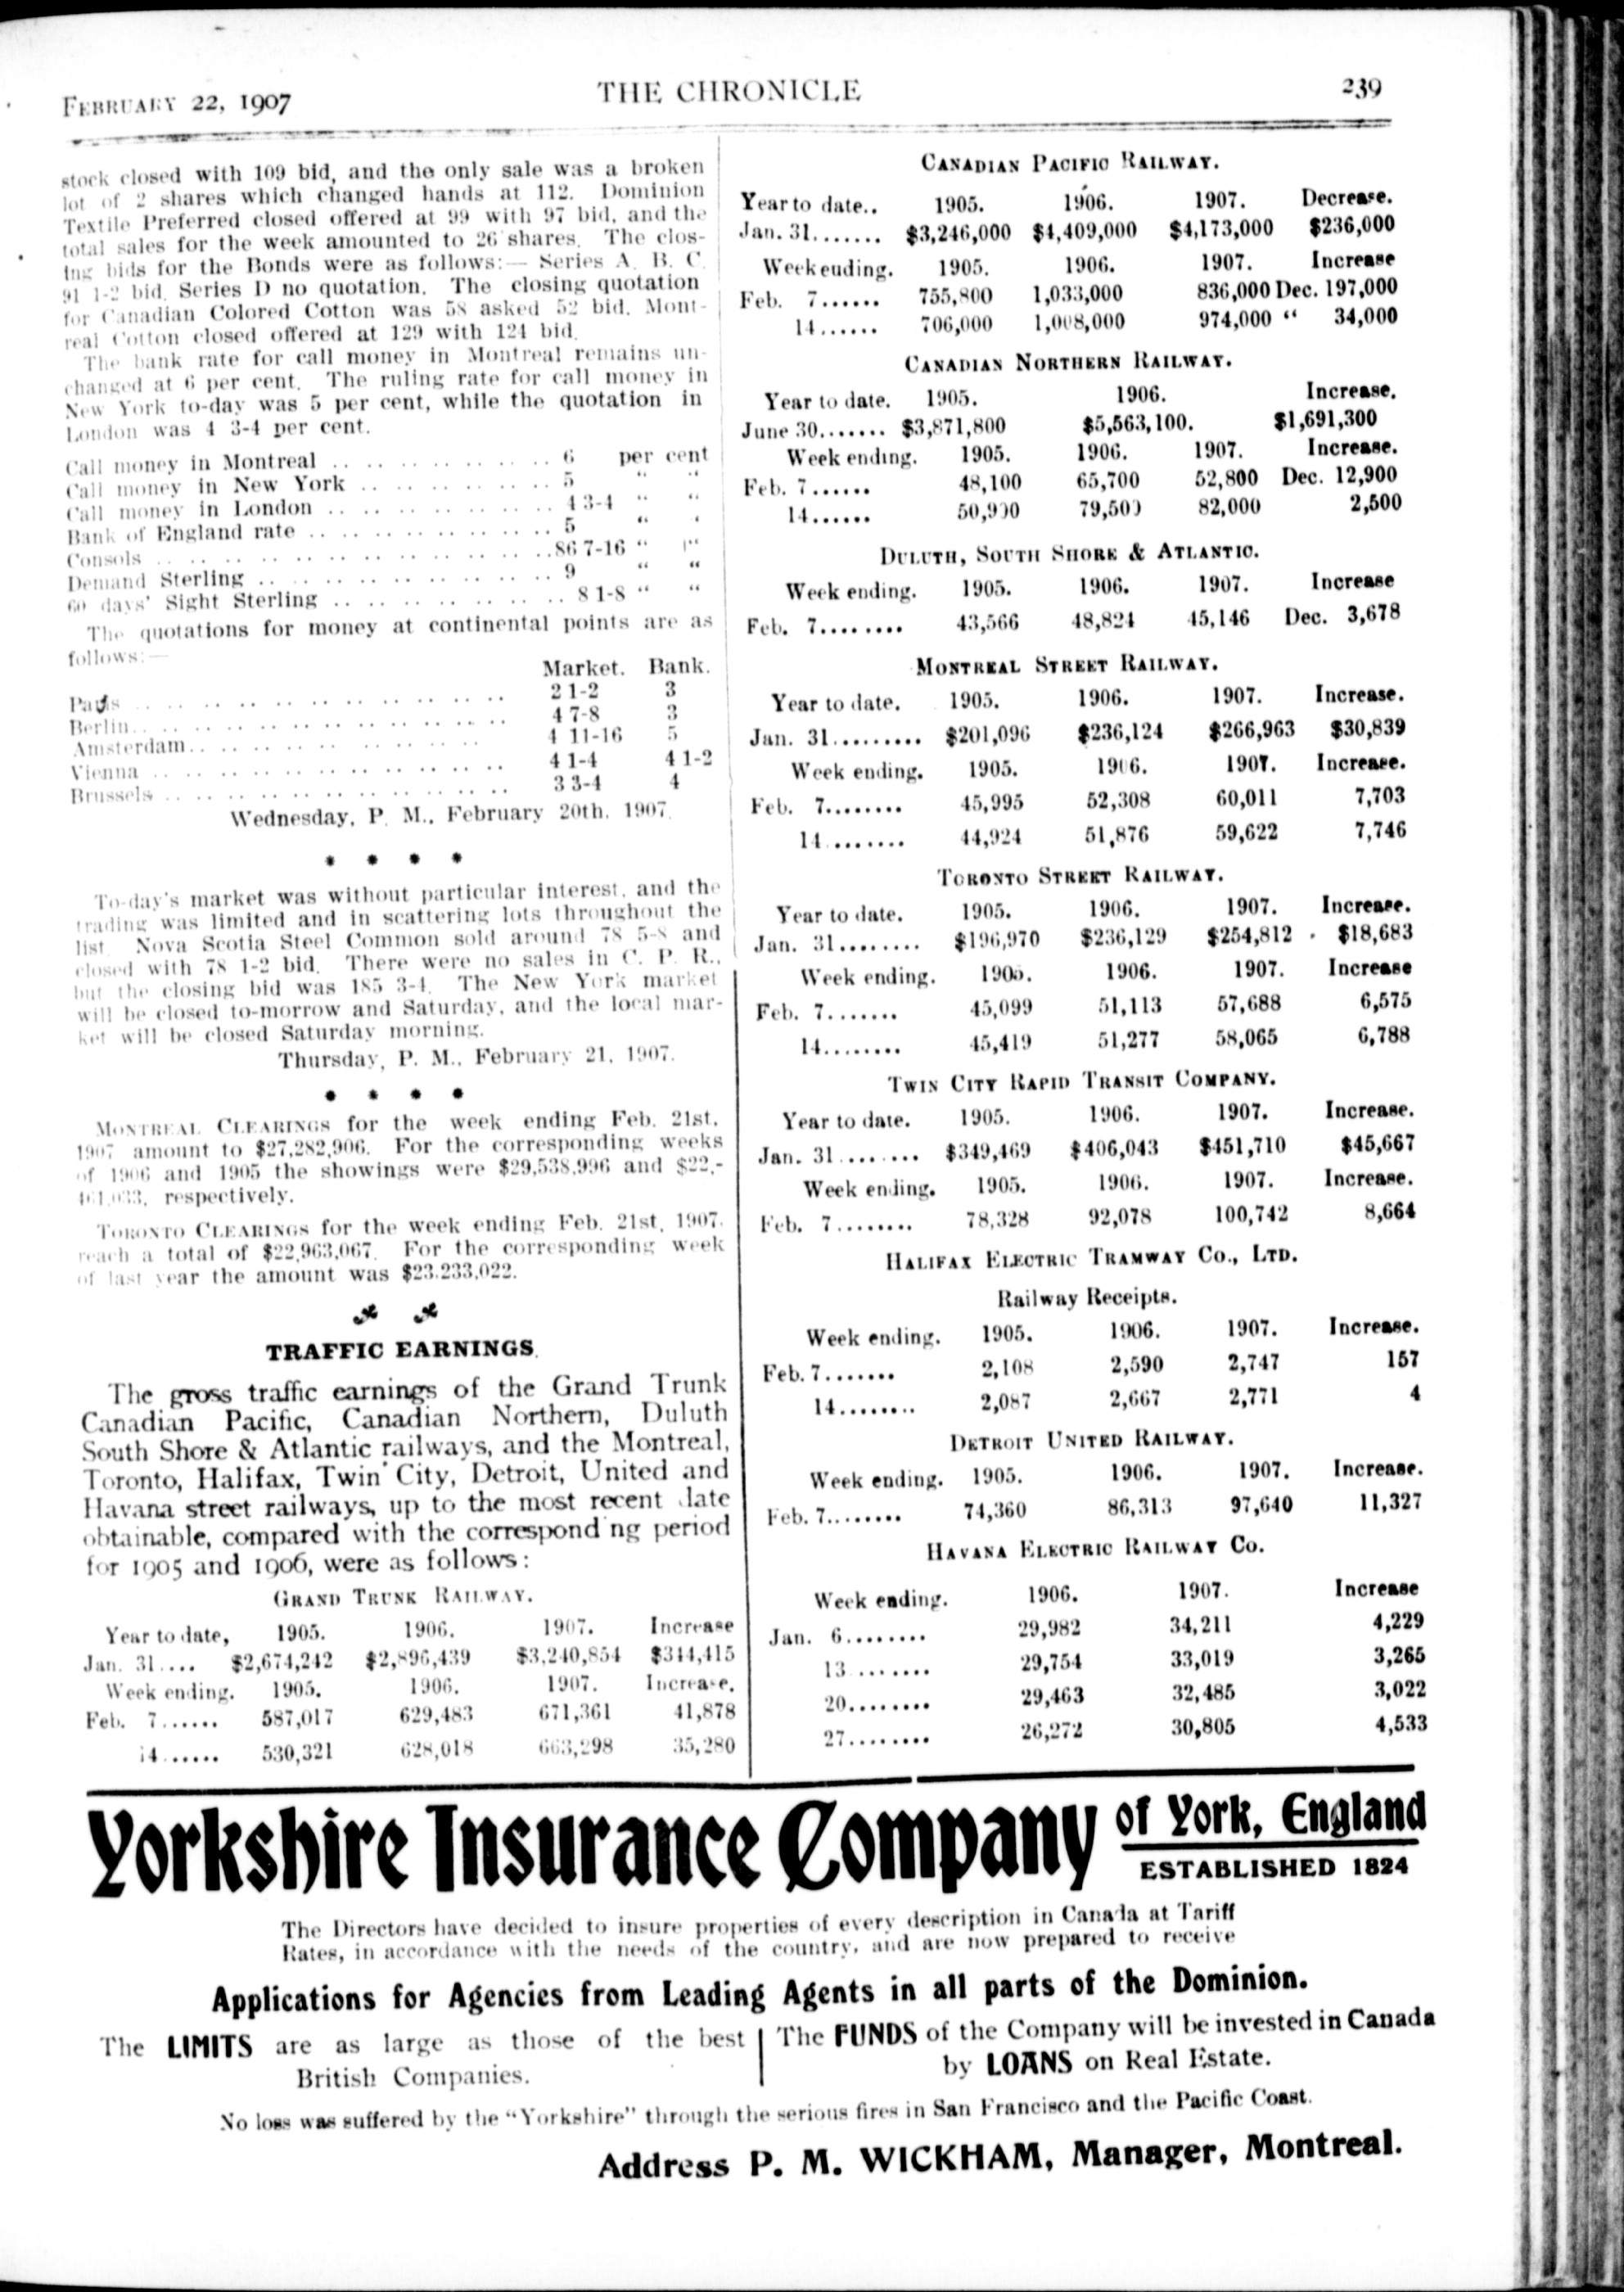 FEBRUARY 22, 1907
THE CHRONICLE
239
stock closed with 109 bid, and the only sale was a broken
lot of 2 shares which changed hands at 112. Dominion
Textile Preferred closed offered at 99 with 97 bid, and the
total sales for the week amounted to 26 shares. The clos-
ing bids for the Bonds were as follows:— Series A. B. C.
91 1-2 bid. Series D no quotation. The closing quotation
for Canadian Colored Cotton was 58 asked 52 bid. Mont-
real Cotton closed offered at 129 with 124 bid.
The bank rate for call money in Montreal remains un-
changed at 6 per cent. The ruling rate for call money in
New York to-day was 5 per cent, while the quotation in
London was 4 3-4 per cent.
Call money in Montreal .. .. .. .. .. .. .. .. 6 per cent
Call money in New York .. .. .. .. .. .. .. .. 5 “ “
Call money in London .. .. .. .. .. .. .. .. .. 4 3-4 “ “
Bank of England rate .. .. .. .. .. .. .. .. .. 5 “ “
Consols .. .. .. .. .. .. .. .. .. .. .. .. .. ..86 7-16 “ “
Demand Sterling .. .. .. .. .. .. .. .. .. .. 9 “ “
60 days' Sight Sterling .. .. .. .. .. .. .. .. 8 1-8 “ “
The quotations for money at continental points are as
follows:—
Market. Bank.
Paris .. .. .. .. .. .. .. .. .. .. .. 2 1-2 3
Berlin.. .. .. .. .. .. .. .. .. .. .. 4 7-8 3
Amsterdam.. .. .. .. .. .. .. .. .. 4 11-16 5
Vienna .. .. .. .. .. .. .. .. .. .. .. 4 1-4 4 1-2
Brussels .. .. .. .. .. .. .. .. .. .. .. 3 3-4 4
Wednesday, P. M., February 20th, 1907.
* * * *
To-day's market was without particular interest, and the
trading was limited and in scattering lots throughout the
list. Nova Scotia Steel Common sold around 78 5-8 and
closed with 78 1-2 bid. There were no sales in C. P. R.,
but the closing bid was 185 3-4. The New York market
will be closed to-morrow and Saturday, and the local mar-
ket will be closed Saturday morning.
Thursday, P. M., February 21, 1907.
* * * *
MONTREAL CLEARINGS for the week ending Feb. 21st,
1907 amount to $27,282,906. For the corresponding weeks
of 1906 and 1905 the showings were $29,538,996 and $22,-
461,033, respectively.
TORONTO CLEARINGS for the week ending Feb. 21st, 1907.
reach a total of $22,963,067. For the corresponding week
of last year the amount was $23.233,022.
TRAFFIC EARNINGS.
The gross traffic earnings of the Grand Trunk
Canadian Pacific, Canadian Northern, Duluth
South Shore & Atlantic railways, and the Montreal,
Toronto, Halifax, Twin City, Detroit, United and
Havana street railways, up to the most recent date
obtainable, compared with the correspond ng period
for 1905 and 1906, were as follows:
GRAND TRUNK RAILWAY.
Year to date, 1905. 1906. 1907. Increase
Jan. 31.... $2,674,242 $2,896,439 $3,240,854 $344,415
Week ending. 1905. 1906. 1907. Increase.
Feb. 7...... 587,017 629,483 671,361 41,878
14...... 530,321 628,018 663,298 35,280
CANADIAN PACIFIC RAILWAY.
Year to date.. 1905. 1906. 1907. Decrease.
Jan. 31....... $3,246,000 $4,409,000 $4,173,000 $236,000
Week ending. 1905. 1906. 1907. Increase
Feb. 7...... 755,800 1,033,000 836,000 Dec. 197,000
14...... 706,000 1,008,000 974,000 “ 34,000
CANADIAN NORTHERN RAILWAY.
Year to date. 1905. 1906. Increase.
June 30....... $3,871,800 $5,563,100. $1,691,300
Week ending. 1905. 1906. 1907. Increase.
Feb. 7...... 48,100 65,700 52,800 Dec. 12,900
14...... 50,900 79,500 82,000 2,500
DULUTH, SOUTH SHORE & ATLANTIC.
Week ending. 1905. 1906. 1907. Increase
Feb. 7........ 43,566 48,824 45,146 Dec. 3,678
MONTREAL STREET RAILWAY.
Year to date. 1905. 1906. 1907. Increase.
Jan. 31......... $201,096 $236,124 $266,963 $30,839
Week ending. 1905. 1906. 1907. Increase.
Feb. 7........ 45,995 52,308 60,011 7,703
14........ 44,924 51,876 59,622 7,746
TORONTO STREET RAILWAY.
Year to date. 1905. 1906. 1907. Increase.
Jan. 31........ $196,970 $236,129 $254,812 $18,683
Week ending. 1905. 1906. 1907. Increase
Feb. 7....... 45,099 51,113 57,688 6,575
14........ 45,419 51,277 58,065 6,788
TWIN CITY RAPID TRANSIT COMPANY.
Year to date. 1905. 1906. 1907. Increase.
Jan. 31........ $349,469 $406,043 $451,710 $45,667
Week ending. 1905. 1906. 1907. Increase.
Feb. 7........ 78,328 92,078 100,742 8,664
HALIFAX ELECTRIC TRAMWAY CO., LTD.
Railway Receipts.
Week ending. 1905. 1906. 1907. Increase.
Feb. 7....... 2,108 2,590 2,747 157
14........ 2,087 2,667 2,771 4
DETROIT UNITED RAILWAY.
Week ending. 1905. 1906. 1907. Increase.
Feb. 7........ 74,360 86,313 97,640 11,327
HAVANA ELECTRIC RAILWAY CO.
Week ending. 1906. 1907. Increase
Jan. 6........ 29,982 34,211 4,229
13........ 29,754 33,019 3,265
20........ 29,463 32,485 3,022
27........ 26,272 30,805 4,533
Yorkshire Insurance Company of York, England
ESTABLISHED 1824
The Directors have decided to insure properties of every description in Canada at Tariff
Rates, in accordance with the needs of the country, and are now prepared to receive
Applications for Agencies from Leading Agents in all parts of the Dominion.
The LIMITS are as large as those of the best
British Companies.
The FUNDS of the Company will be invested in Canada
by LOANS on Real Estate.
No loss was suffered by the “Yorkshire” through the serious fires in San Francisco and the Pacific Coast.
Address P. M. WICKHAM, Manager, Montreal.